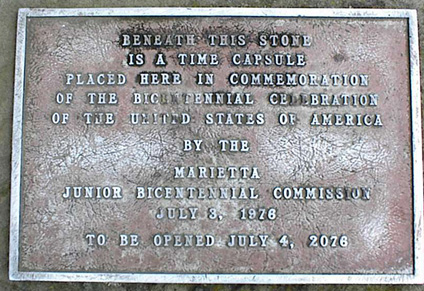 BENEATH THIS STONE
IS A TIME CAPSULE
PLACED HERE IN COMMEMORATION
OF THE BICENTENNIAL CELEBRATION
OF THE UNITED STATES OF AMERICA
BY THE
MARIETTA
JUNIOR BICENTENNIAL COMMISSION
JULY 3, 1976
TO BE OPENED JULY 4, 2076